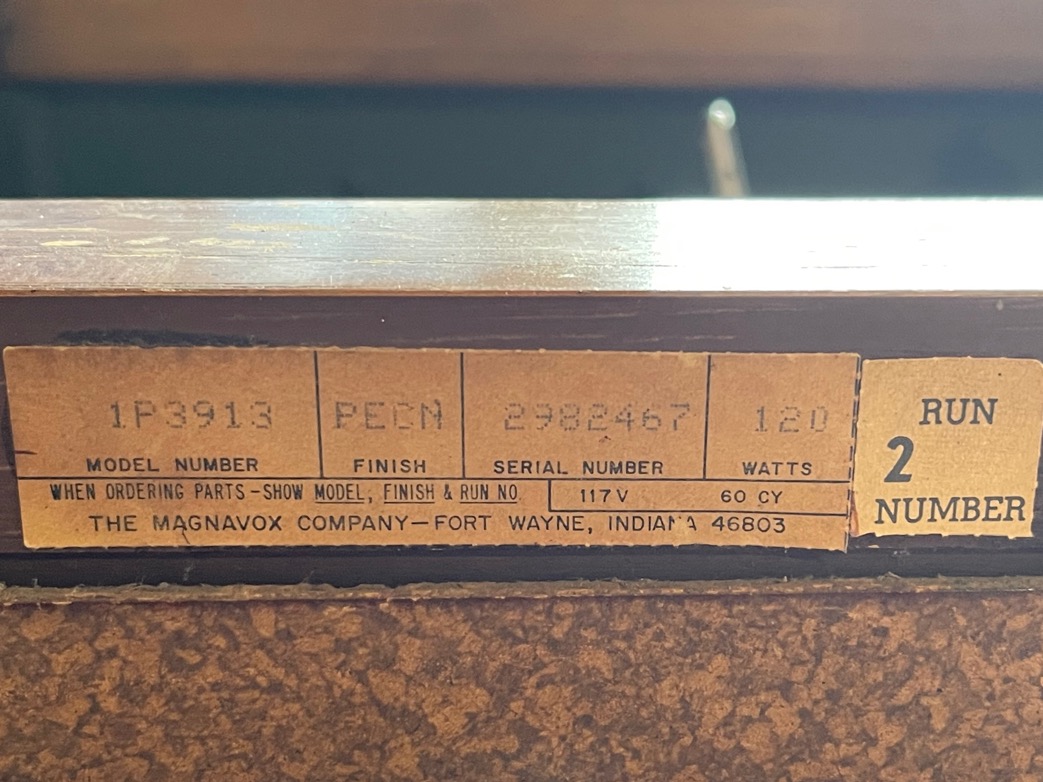 1P3913 PECN 2982467 120
MODEL NUMBER FINISH SERIAL NUMBER WATTS
WHEN ORDERING PARTS-SHOW MODEL, FINISH & RUN NO. 117V 60 CY
THE MAGNAVOX COMPANY—FORT WAYNE, INDIANA 46803
RUN
2
NUMBER